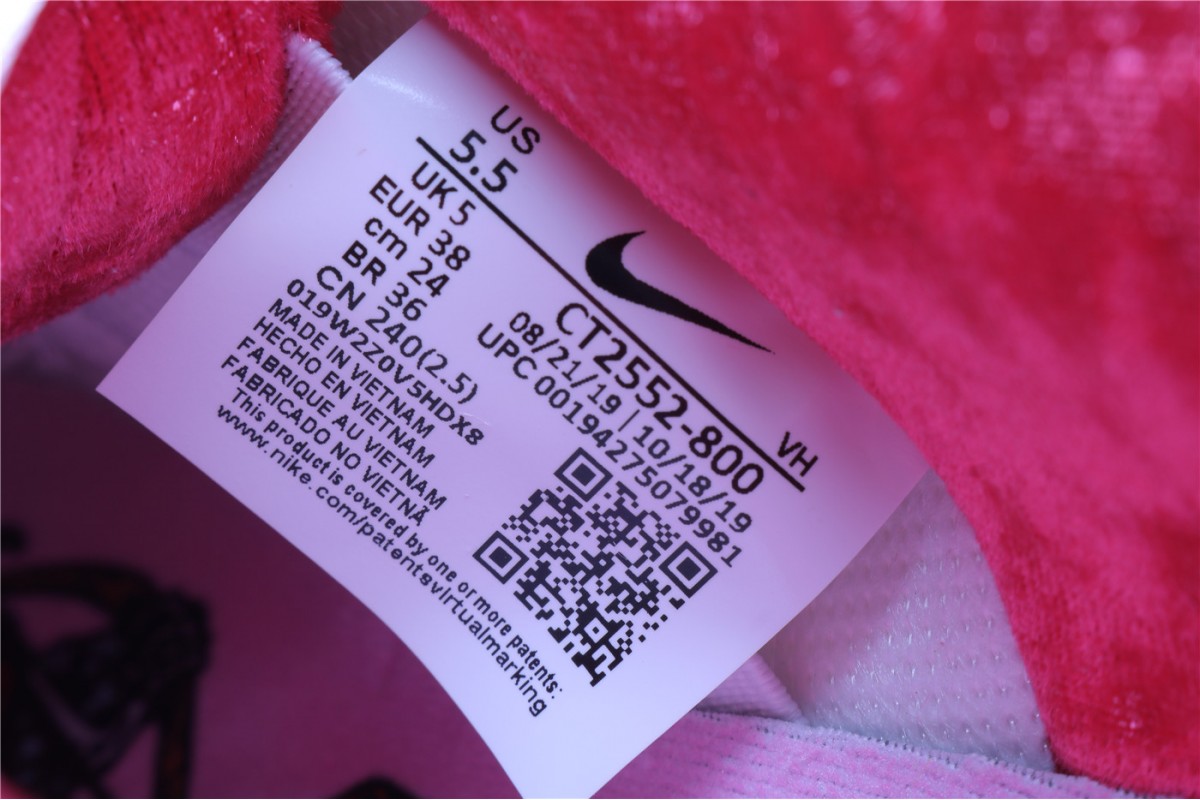 US
5.5
UK 5
EUR 38
cm 24
BR 36
CN 240(2.5)
019W2Z0V5HDX8
MADE IN VIETNAM
HECHO EN VIETNAM
FABRIQUE AU VIETNAM
FABRICADO NO VIETNÃ
This product is covered by one or more patents:
www.nike.com/patentsvirtualmarking
VH
CT2552-800
08/21/19 | 10/18/19
UPC 00194275079981